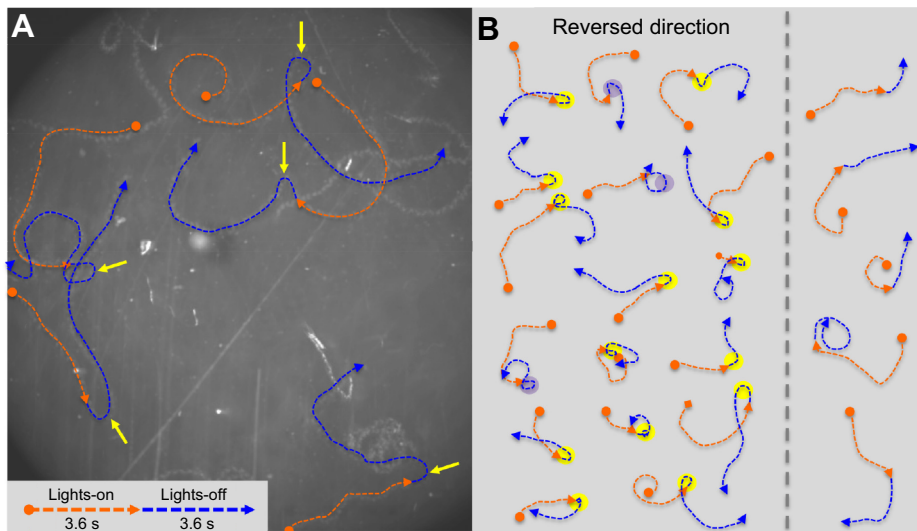 A
B
Reversed direction
Lights-on Lights-off
3.6 s 3.6 s